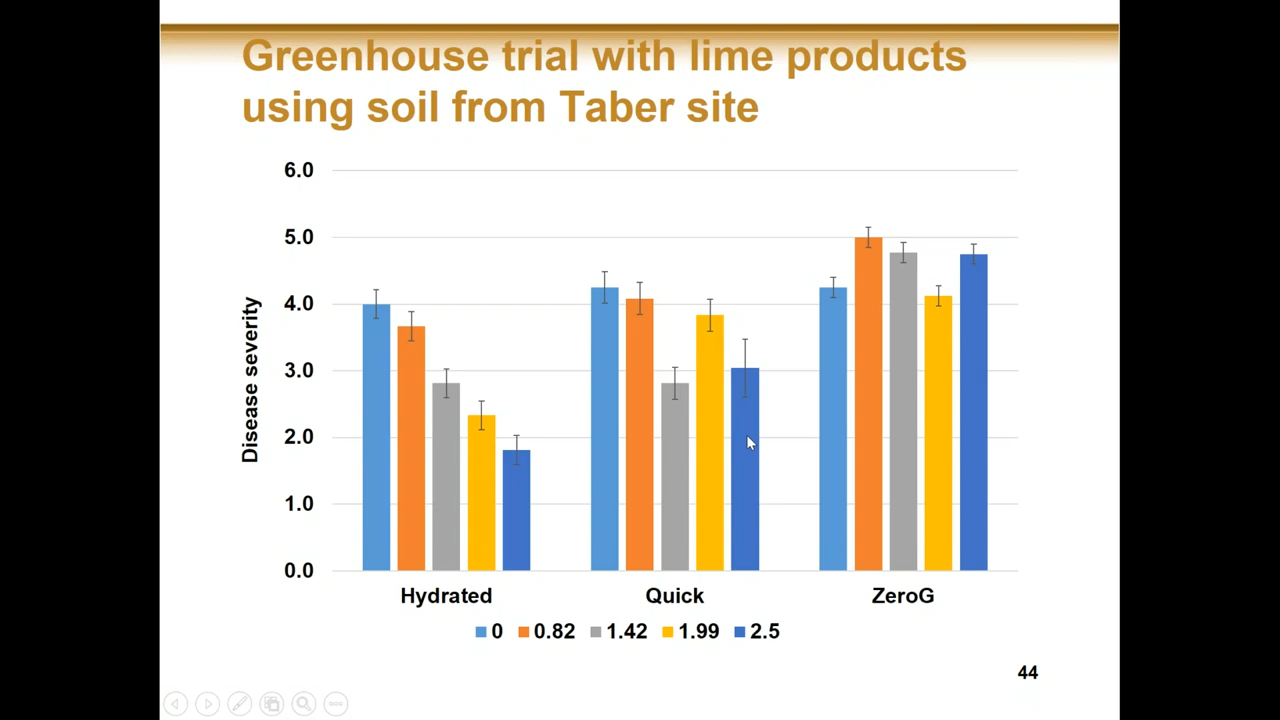 Greenhouse trial with lime products
using soil from Taber site
6.0
5.0
4.0
3.0
2.0
1.0
0.0
Disease severity
Hydrated Quick ZeroG
0 0.82 1.42 1.99 2.5
44